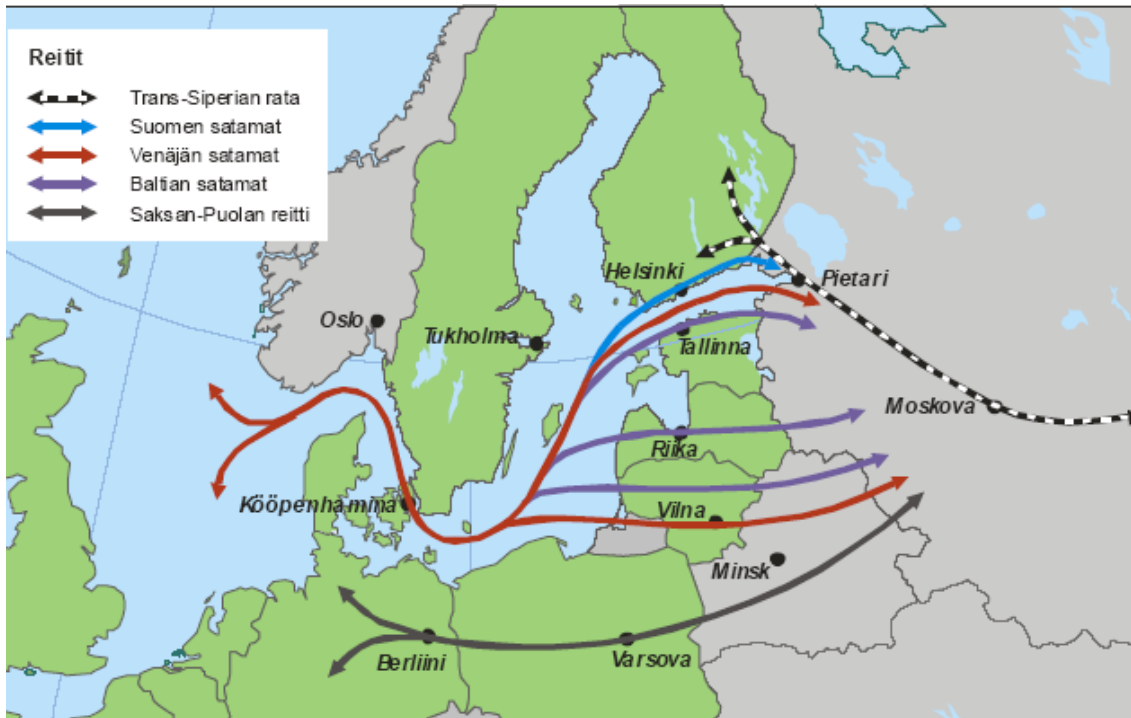 Reitit
Trans-Siperian rata
Suomen satamat
Venäjän satamat
Baltian satamat
Saksan-Puolan reitti
Helsinki
Pietari
Oslo
Tukholma
Tallinna
Moskova
Riika
Kööpenhamina
Vilna
Minsk
Berliini
Varsova